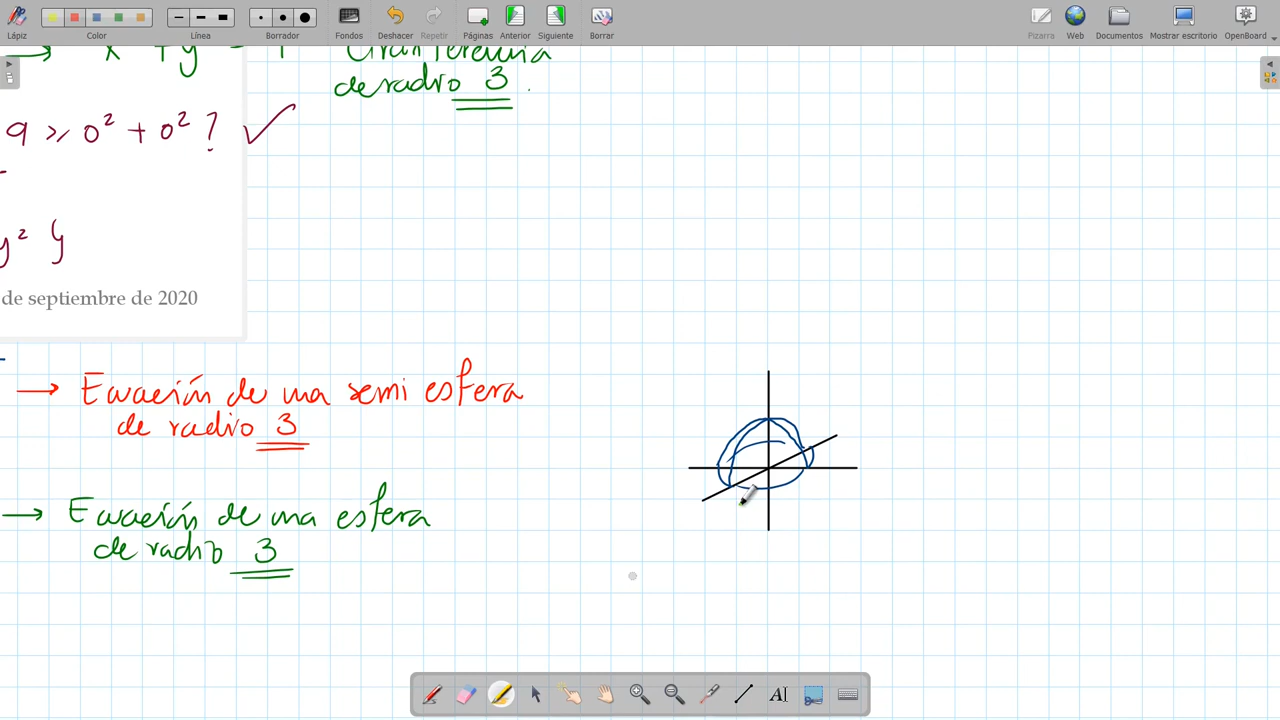 Lápiz Color Línea Borrador Fondos Deshacer Repetir Páginas Anterior Siguiente Borrar Pizarra Web Documentos Mostrar escritorio OpenBoard
de radio 3.
9 ≥ 0² + 0² ? ✓
y² }
de septiembre de 2020
→ Ecuación de una semi esfera
de radio 3
→ Ecuación de una esfera
de radio 3